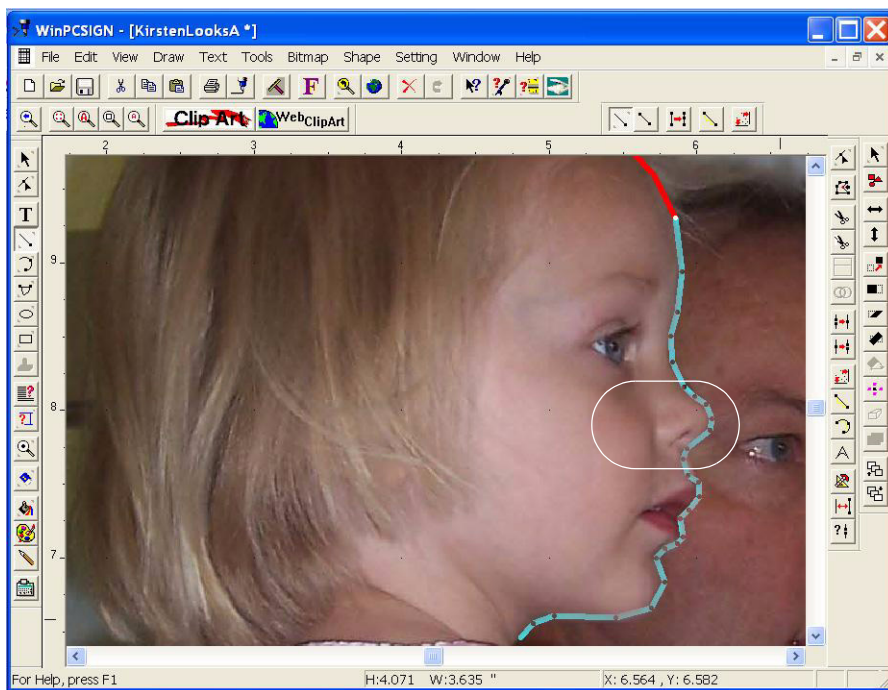 WinPCSIGN - [KirstenLooksA *]
File Edit View Draw Text Tools Bitmap Shape Setting Window Help
F
Clip Art WebClipArt
2 3 4 5 6
T
9
8
7
A
For Help, press F1 H:4.071 W:3.635 " X: 6.564 , Y: 6.582